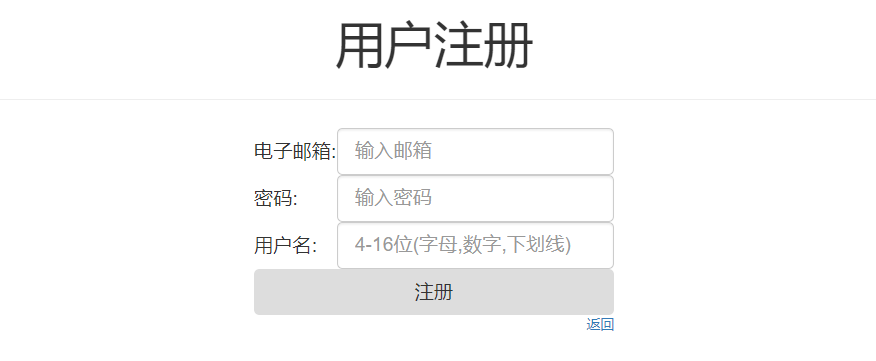 用户注册
电子邮箱: 输入邮箱
密码: 输入密码
用户名: 4-16位(字母,数字,下划线)
注册
返回